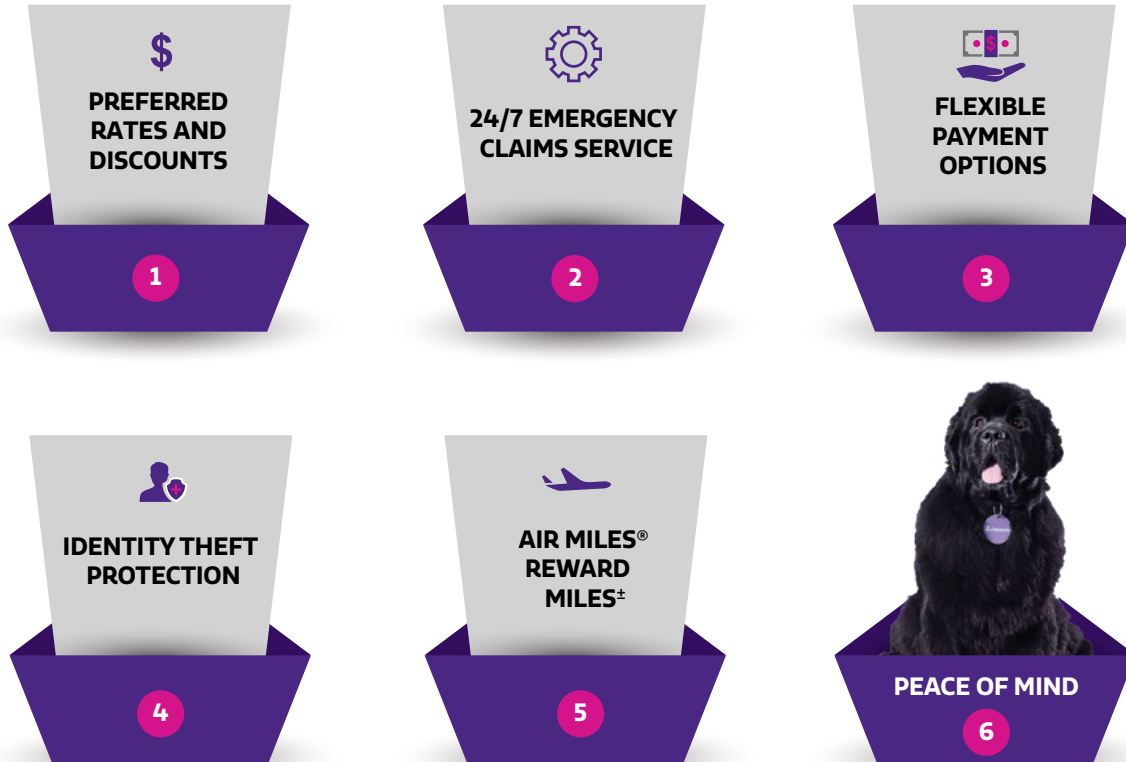 $
PREFERRED
RATES AND
DISCOUNTS
1
24/7 EMERGENCY
CLAIMS SERVICE
2
$
FLEXIBLE
PAYMENT
OPTIONS
3
IDENTITY THEFT
PROTECTION
4
AIR MILES®
REWARD
MILES±
5
PEACE OF MIND
6